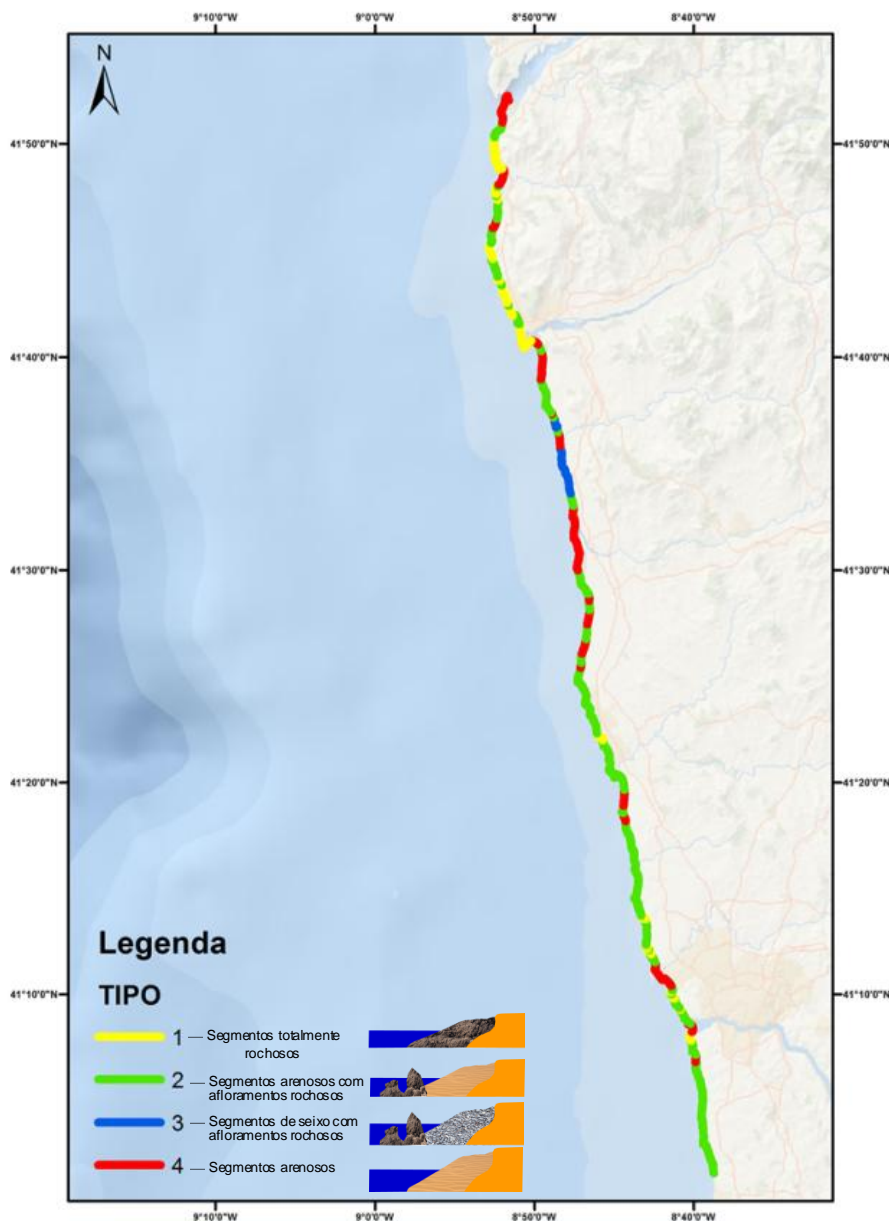 9°10'0"W 9°0'0"W 8°50'0"W 8°40'0"W
N
41°50'0"N 41°50'0"N
41°40'0"N 41°40'0"N
41°30'0"N 41°30'0"N
41°20'0"N 41°20'0"N
41°10'0"N 41°10'0"N
Legenda
TIPO
1 — Segmentos totalmente
rochosos
2 — Segmentos arenosos com
afloramentos rochosos
3 — Segmentos de seixo com
afloramentos rochosos
4 — Segmentos arenosos
9°10'0"W 9°0'0"W 8°50'0"W 8°40'0"W